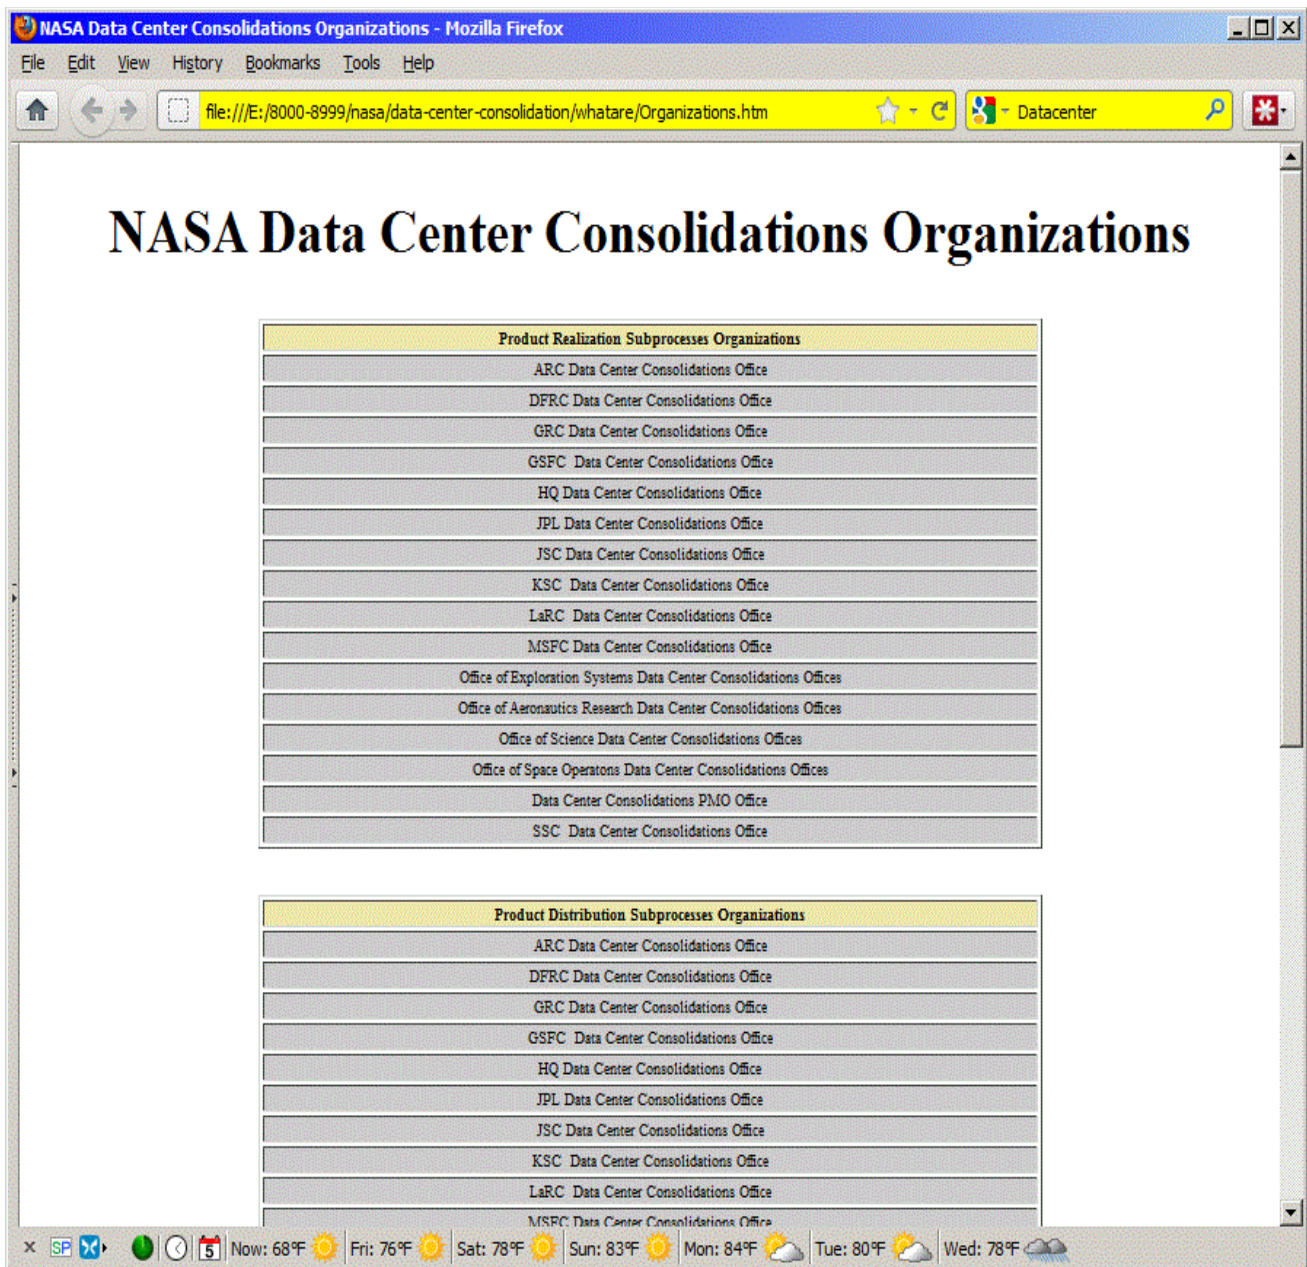 NASA Data Center Consolidations Organizations - Mozilla Firefox
File Edit View History Bookmarks Tools Help
file:///E:/8000-8999/nasa/data-center-consolidation/whatare/Organizations.htm Datacenter
NASA Data Center Consolidations Organizations
Product Realization Subprocesses Organizations
ARC Data Center Consolidations Office
DFRC Data Center Consolidations Office
GRC Data Center Consolidations Office
GSFC Data Center Consolidations Office
HQ Data Center Consolidations Office
JPL Data Center Consolidations Office
JSC Data Center Consolidations Office
KSC Data Center Consolidations Office
LaRC Data Center Consolidations Office
MSFC Data Center Consolidations Office
Office of Exploration Systems Data Center Consolidations Offices
Office of Aeronautics Research Data Center Consolidations Offices
Office of Science Data Center Consolidations Offices
Office of Space Operatons Data Center Consolidations Offices
Data Center Consolidations PMO Office
SSC Data Center Consolidations Office
Product Distribution Subprocesses Organizations
ARC Data Center Consolidations Office
DFRC Data Center Consolidations Office
GRC Data Center Consolidations Office
GSFC Data Center Consolidations Office
HQ Data Center Consolidations Office
JPL Data Center Consolidations Office
JSC Data Center Consolidations Office
KSC Data Center Consolidations Office
LaRC Data Center Consolidations Office
MSFC Data Center Consolidations Office
SP 5 Now: 68°F Fri: 76°F Sat: 78°F Sun: 83°F Mon: 84°F Tue: 80°F Wed: 78°F